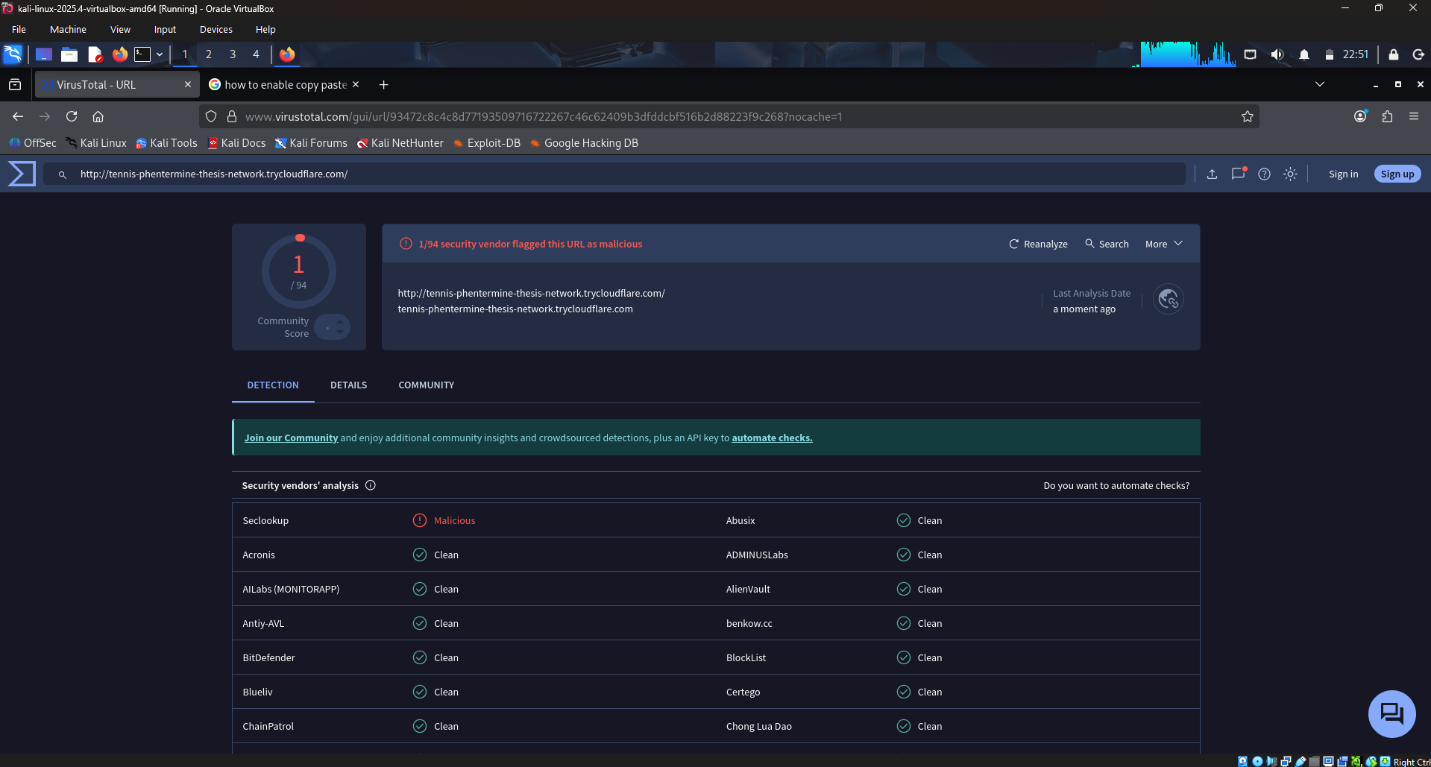 kali-linux-2025.4-virtualbox-amd64 [Running] - Oracle VirtualBox
File Machine View Input Devices Help
1 2 3 4 22:51
VirusTotal - URL how to enable copy paste
www.virustotal.com/gui/url/93472c8c4c8d77193509716722267c46c62409b3dfddcbf516b2d88223f9c268?nocache=1
OffSec Kali Linux Kali Tools Kali Docs Kali Forums Kali NetHunter Exploit-DB Google Hacking DB
http://tennis-phentermine-thesis-network.trycloudflare.com/ Sign in Sign up
1
/ 94
Community
Score
1/94 security vendor flagged this URL as malicious Reanalyze Search More
http://tennis-phentermine-thesis-network.trycloudflare.com/
tennis-phentermine-thesis-network.trycloudflare.com
Last Analysis Date
a moment ago
DETECTION DETAILS COMMUNITY
Join our Community and enjoy additional community insights and crowdsourced detections, plus an API key to automate checks.
Security vendors' analysis Do you want to automate checks?
Seclookup Malicious Abusix Clean
Acronis Clean ADMINUSLabs Clean
AILabs (MONITORAPP) Clean AlienVault Clean
Antiy-AVL Clean benkow.cc Clean
BitDefender Clean BlockList Clean
Blueliv Clean Certego Clean
ChainPatrol Clean Chong Lua Dao Clean
Right Ctrl